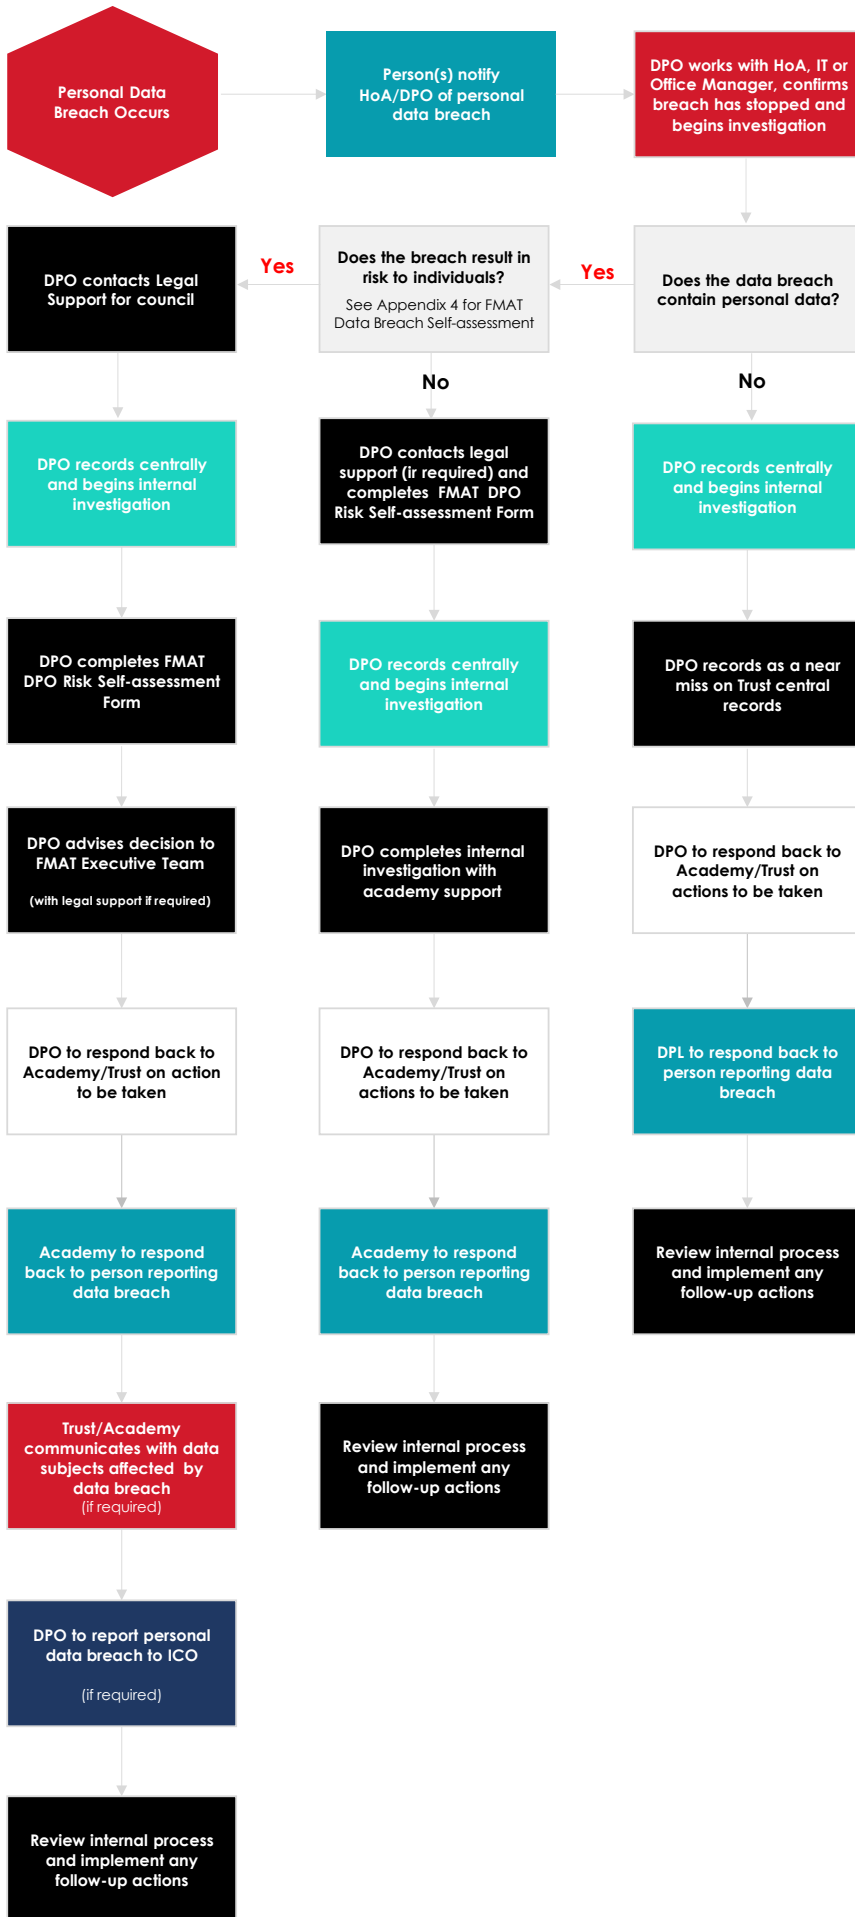 Personal Data
Breach Occurs
Person(s) notify
HoA/DPO of personal
data breach
DPO works with HoA, IT or
Office Manager, confirms
breach has stopped and
begins investigation
DPO contacts Legal
Support for council
Yes
Does the breach result in
risk to individuals?
See Appendix 4 for FMAT
Data Breach Self-assessment
Yes
Does the data breach
contain personal data?
No
No
DPO records centrally
and begins internal
investigation
DPO contacts legal
support (ir required) and
completes FMAT DPO
Risk Self-assessment Form
DPO records centrally
and begins internal
investigation
DPO completes FMAT
DPO Risk Self-assessment
Form
DPO records centrally
and begins internal
investigation
DPO records as a near
miss on Trust central
records
DPO advises decision to
FMAT Executive Team
(with legal support if required)
DPO completes internal
investigation with
academy support
DPO to respond back to
Academy/Trust on
actions to be taken
DPO to respond back to
Academy/Trust on action
to be taken
DPO to respond back to
Academy/Trust on
actions to be taken
DPL to respond back to
person reporting data
breach
Academy to respond
back to person reporting
data breach
Academy to respond
back to person reporting
data breach
Review internal process
and implement any
follow-up actions
Trust/Academy
communicates with data
subjects affected by
data breach
(if required)
Review internal process
and implement any
follow-up actions
DPO to report personal
data breach to ICO
(if required)
Review internal process
and implement any
follow-up actions